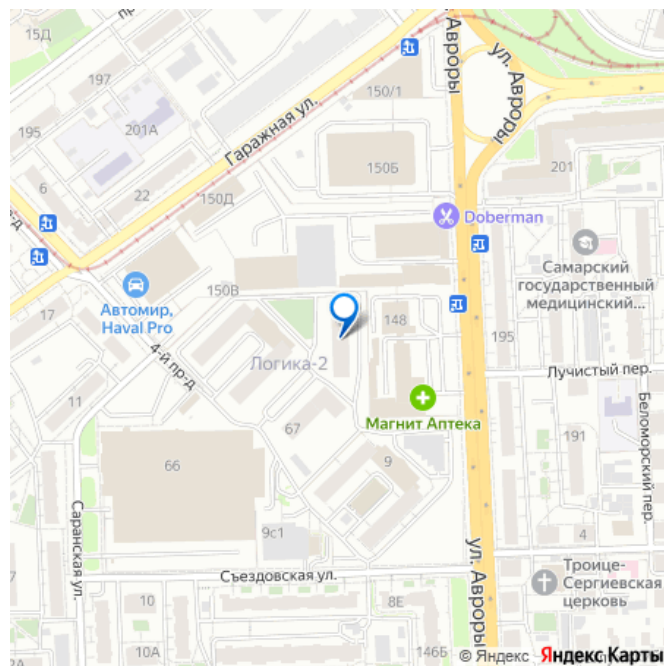 15Д
197
195
201А
Гаражная ул.
150/1
ул. Авроры
ул. Авроры
150Б
201
6
22
150Д
Doberman
Самарский
государственный
медицинский...
150В
Автомир,
Haval Pro
17
148
195
4-й пр-д
Логика-2
Лучистый пер.
11
Магнит Аптека
67
191
Беломорский пер.
66
9
Саранская ул.
9с1
4
ул. Авроры
Съездовская ул.
Троице-
Сергиевская
церковь
10
8Е
10А
12
146Б
© Яндекс Яндекс Карты